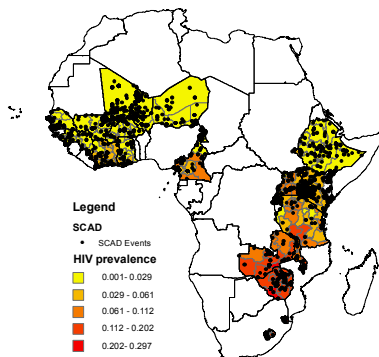 Legend
SCAD
SCAD Events
HIV prevalence
0.001 - 0.029
0.029 - 0.061
0.061 - 0.112
0.112 - 0.202
0.202- 0.297